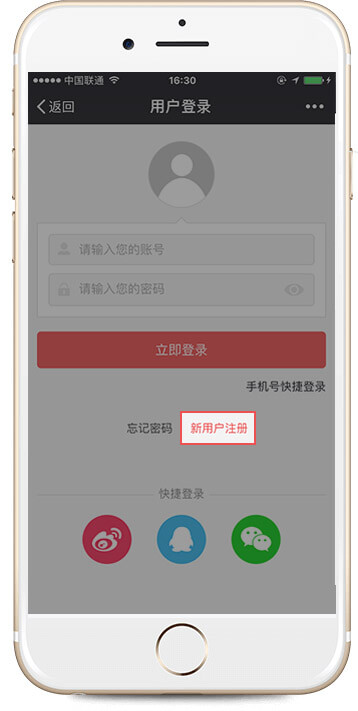 中国联通 16:30
返回 用户登录
请输入您的账号
请输入您的密码
立即登录
手机号快捷登录
忘记密码 新用户注册
快捷登录